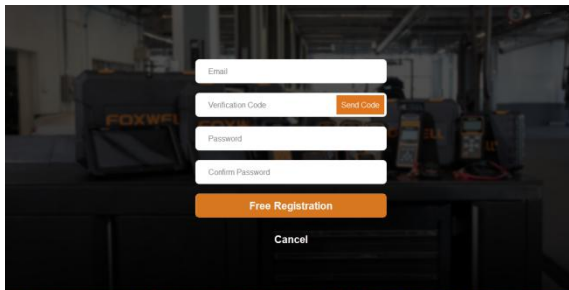 Email
Verification Code Send Code
FOXWELL
Password
Confirm Password
Free Registration
Cancel